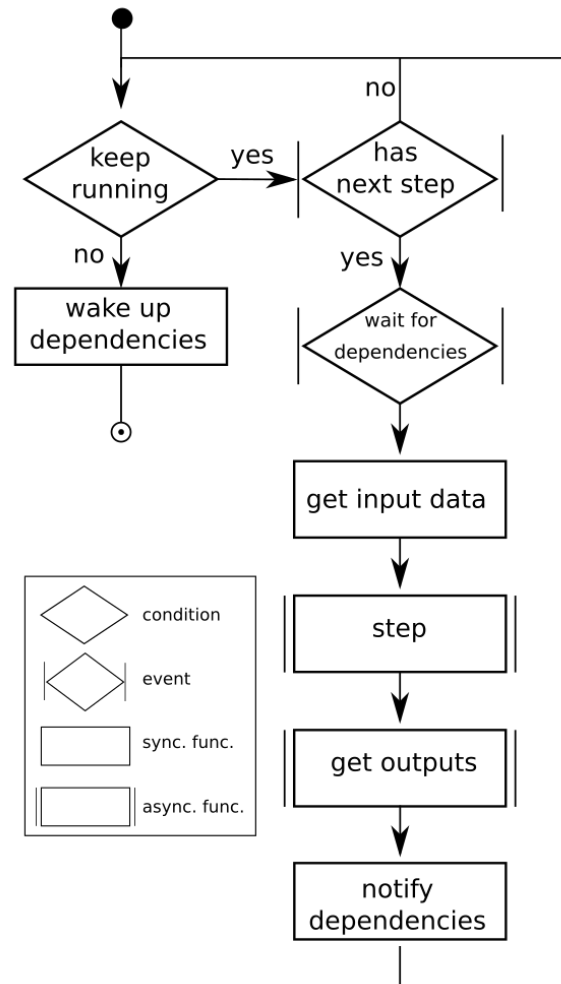 no
keep
running
yes
has
next step
no
yes
wake up
dependencies
wait for
dependencies
get input data
step
get outputs
notify
dependencies
condition
event
sync. func.
async. func.